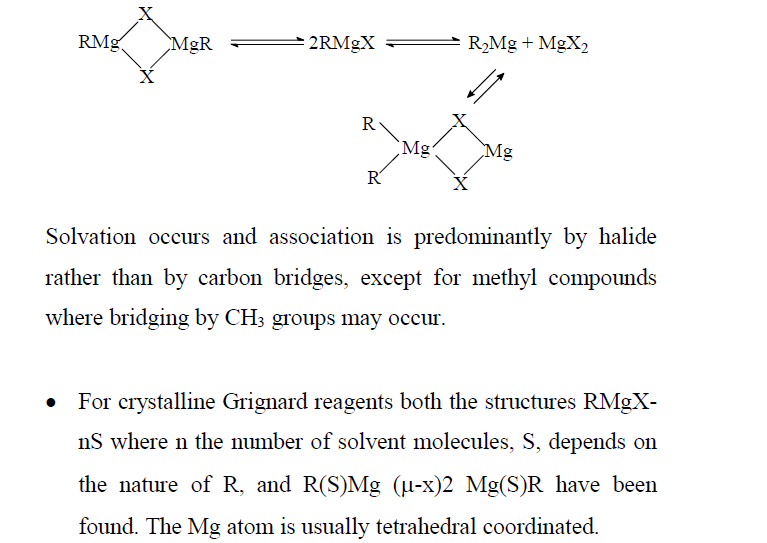 X
RMg MgR 2RMgX R₂Mg + MgX₂
X
R X
Mg Mg
R X
Solvation occurs and association is predominantly by halide
rather than by carbon bridges, except for methyl compounds
where bridging by CH₃ groups may occur.
• For crystalline Grignard reagents both the structures RMgX-
nS where n the number of solvent molecules, S, depends on
the nature of R, and R(S)Mg (μ-x)2 Mg(S)R have been
found. The Mg atom is usually tetrahedral coordinated.